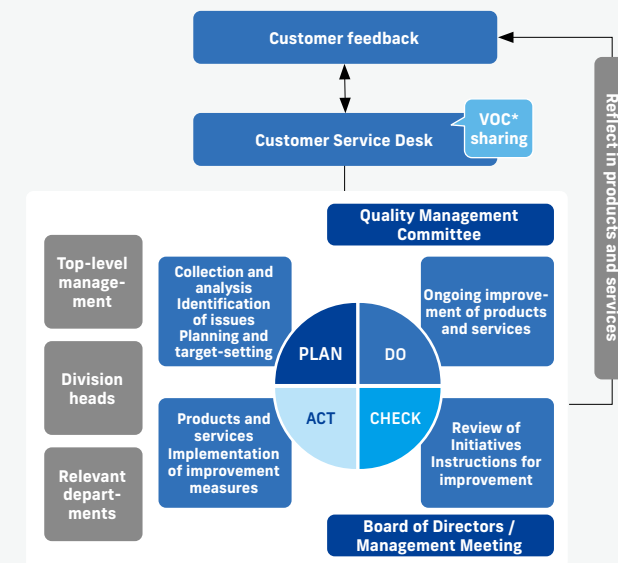 Customer feedback
Customer Service Desk
VOC*
sharing
Reflect in products and services
Quality Management
Committee
Top-level
manage-
ment
Division
heads
Relevant
depart-
ments
Collection and
analysis
Identification
of issues
Planning and
target-setting
Ongoing improve-
ment of products
and services
PLAN
DO
ACT
CHECK
Products and
services
Implementation
of improvement
measures
Review of
Initiatives
Instructions for
improvement
Board of Directors /
Management Meeting